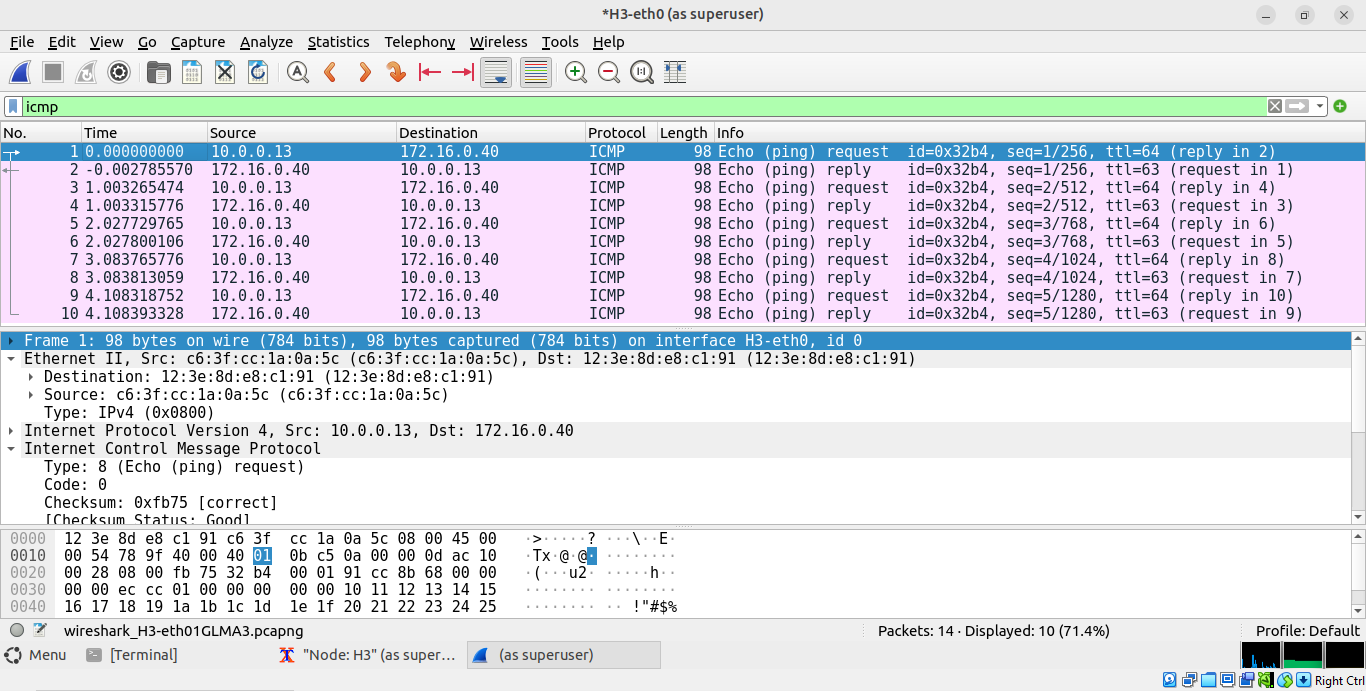 *H3-eth0 (as superuser)
File Edit View Go Capture Analyze Statistics Telephony Wireless Tools Help
icmp
No. Time Source Destination Protocol Length Info
1 0.000000000 10.0.0.13 172.16.0.40 ICMP 98 Echo (ping) request id=0x32b4, seq=1/256, ttl=64 (reply in 2)
2 -0.002785570 172.16.0.40 10.0.0.13 ICMP 98 Echo (ping) reply id=0x32b4, seq=1/256, ttl=63 (request in 1)
3 1.003265474 10.0.0.13 172.16.0.40 ICMP 98 Echo (ping) request id=0x32b4, seq=2/512, ttl=64 (reply in 4)
4 1.003315776 172.16.0.40 10.0.0.13 ICMP 98 Echo (ping) reply id=0x32b4, seq=2/512, ttl=63 (request in 3)
5 2.027729765 10.0.0.13 172.16.0.40 ICMP 98 Echo (ping) request id=0x32b4, seq=3/768, ttl=64 (reply in 6)
6 2.027800106 172.16.0.40 10.0.0.13 ICMP 98 Echo (ping) reply id=0x32b4, seq=3/768, ttl=63 (request in 5)
7 3.083765776 10.0.0.13 172.16.0.40 ICMP 98 Echo (ping) request id=0x32b4, seq=4/1024, ttl=64 (reply in 8)
8 3.083813059 172.16.0.40 10.0.0.13 ICMP 98 Echo (ping) reply id=0x32b4, seq=4/1024, ttl=63 (request in 7)
9 4.108318752 10.0.0.13 172.16.0.40 ICMP 98 Echo (ping) request id=0x32b4, seq=5/1280, ttl=64 (reply in 10)
10 4.108393328 172.16.0.40 10.0.0.13 ICMP 98 Echo (ping) reply id=0x32b4, seq=5/1280, ttl=63 (request in 9)
Frame 1: 98 bytes on wire (784 bits), 98 bytes captured (784 bits) on interface H3-eth0, id 0
Ethernet II, Src: c6:3f:cc:1a:0a:5c (c6:3f:cc:1a:0a:5c), Dst: 12:3e:8d:e8:c1:91 (12:3e:8d:e8:c1:91)
Destination: 12:3e:8d:e8:c1:91 (12:3e:8d:e8:c1:91)
Source: c6:3f:cc:1a:0a:5c (c6:3f:cc:1a:0a:5c)
Type: IPv4 (0x0800)
Internet Protocol Version 4, Src: 10.0.0.13, Dst: 172.16.0.40
Internet Control Message Protocol
Type: 8 (Echo (ping) request)
Code: 0
Checksum: 0xfb75 [correct]
[Checksum Status: Good]
0000 12 3e 8d e8 c1 91 c6 3f cc 1a 0a 5c 08 00 45 00 ·>·····? ···\··E·
0010 00 54 78 9f 40 00 40 01 0b c5 0a 00 00 0d ac 10 ·Tx·@·@· ········
0020 00 28 08 00 fb 75 32 b4 00 01 91 cc 8b 68 00 00 ·(···u2· ·····h··
0030 00 00 ec cc 01 00 00 00 00 00 10 11 12 13 14 15 ········ ········
0040 16 17 18 19 1a 1b 1c 1d 1e 1f 20 21 22 23 24 25 ········ ·· !"#$%
wireshark_H3-eth01GLMA3.pcapng Packets: 14 · Displayed: 10 (71.4%) Profile: Default
Menu [Terminal] "Node: H3" (as super... (as superuser)
Right Ctrl